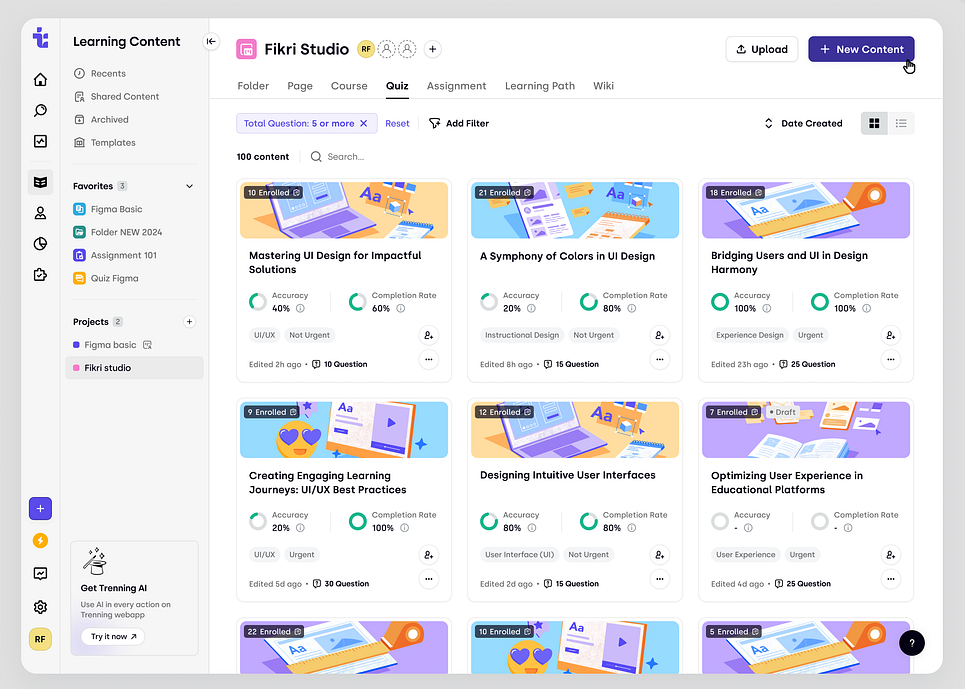 Learning Content
Recents
Shared Content
Archived
Templates
Favorites 3
Figma Basic
Folder NEW 2024
Assignment 101
Quiz Figma
Projects 2
Figma basic
Fikri studio
Get Trenning AI
Use AI in every action on
Trenning webapp
Try it now
RF
Fikri Studio RF
Upload
New Content
Folder Page Course Quiz Assignment Learning Path Wiki
Total Question: 5 or more Reset Add Filter
Date Created
100 content Search...
10 Enrolled
Aa
Mastering UI Design for Impactful
Solutions
Accuracy
40%
Completion Rate
60%
UI/UX Not Urgent
Edited 2h ago • 10 Question
21 Enrolled
Aa
A Symphony of Colors in UI Design
Accuracy
20%
Completion Rate
80%
Instructional Design Not Urgent
Edited 8h ago • 15 Question
18 Enrolled
Aa
Bridging Users and UI in Design
Harmony
Accuracy
100%
Completion Rate
100%
Experience Design Urgent
Edited 23h ago • 25 Question
9 Enrolled
Aa
Creating Engaging Learning
Journeys: UI/UX Best Practices
Accuracy
20%
Completion Rate
100%
UI/UX Urgent
Edited 5d ago • 30 Question
12 Enrolled
Aa
Designing Intuitive User Interfaces
Accuracy
80%
Completion Rate
80%
User Interface (UI) Not Urgent
Edited 2d ago • 15 Question
7 Enrolled
Draft
Optimizing User Experience in
Educational Platforms
Accuracy
-
Completion Rate
-
User Experience Urgent
Edited 4d ago • 25 Question
22 Enrolled
Aa
10 Enrolled
Aa
5 Enrolled
Aa
?